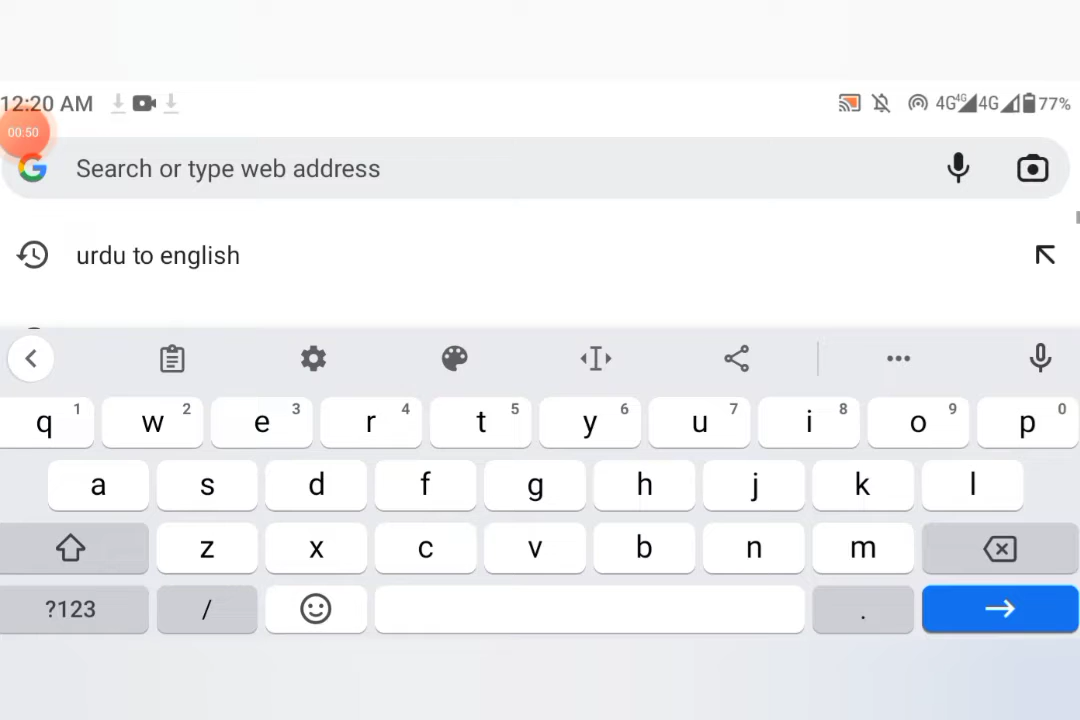 12:20 AM 4G 4G 4G 77%
00:50
G Search or type web address
urdu to english
q 1 w 2 e 3 r 4 t 5 y 6 u 7 i 8 o 9 p 0
a s d f g h j k l
z x c v b n m
?123 / .